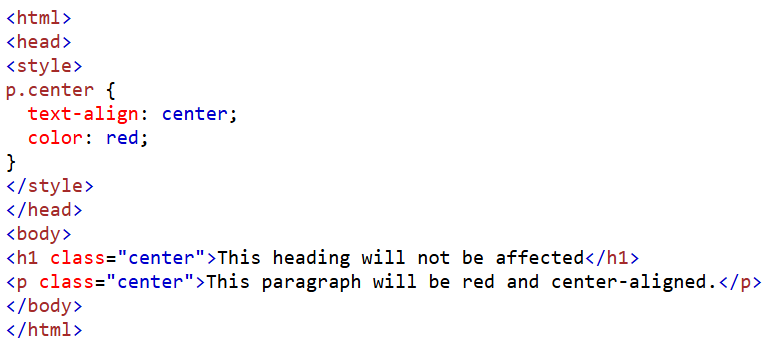 <html>
<head>
<style>
p.center {
  text-align: center;
  color: red;
}
</style>
</head>
<body>
<h1 class="center">This heading will not be affected</h1>
<p class="center">This paragraph will be red and center-aligned.</p>
</body>
</html>